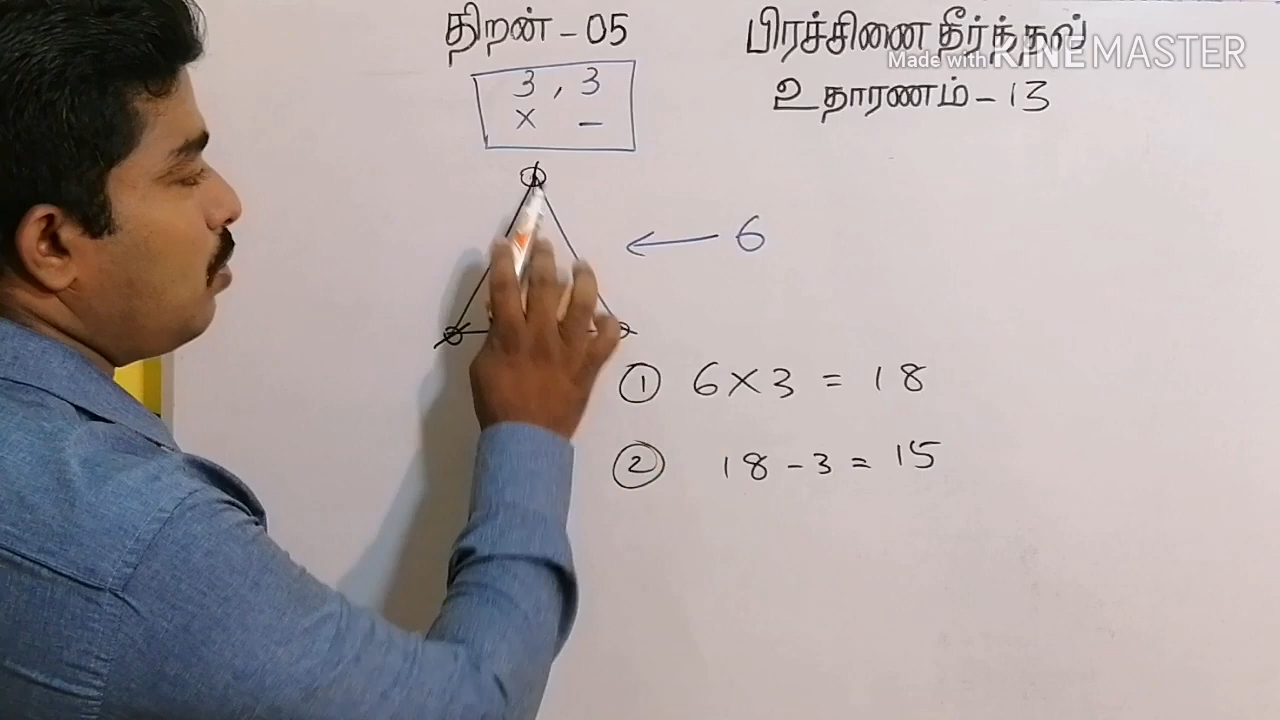 திறன் - 05
பிரச்சினை தீர்த்தல்
Made with KINEMASTER
உதாரணம் - 13
3 , 3
× –
← 6
① 6 × 3 = 18
② 18 - 3 = 15